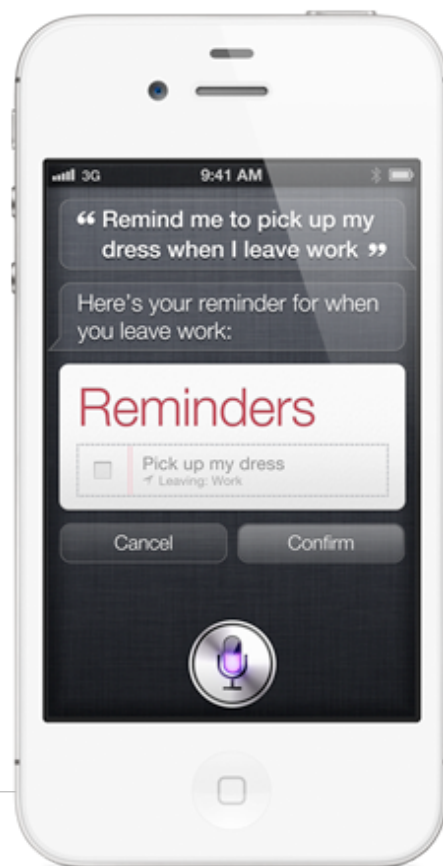 3G 9:41 AM
“ Remind me to pick up my
dress when I leave work ”
Here’s your reminder for when
you leave work:
Reminders
Pick up my dress
Leaving: Work
Cancel Confirm